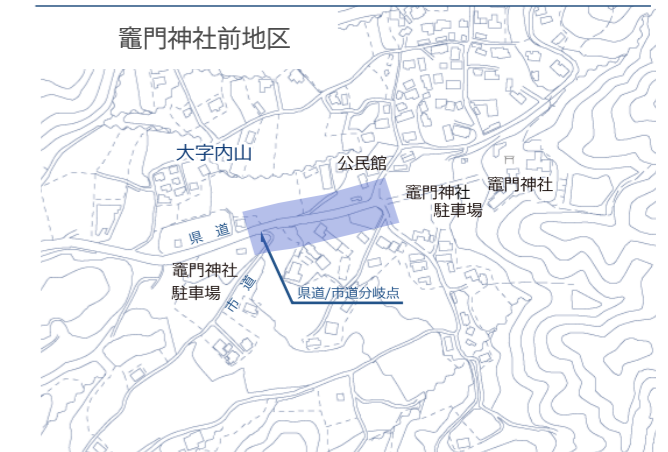 竈門神社前地区
大字内山
公民館
竈門神社
竈門神社
駐車場
県道
竈門神社
駐車場
市道
県道/市道分岐点